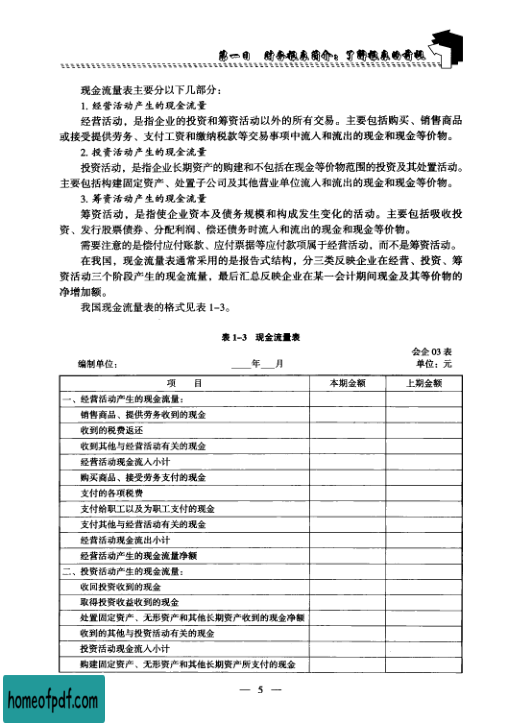 第一日 财务报表简介：了解报表的前提
现金流量表主要分以下几部分：
1. 经营活动产生的现金流量
经营活动，是指企业的投资和筹资活动以外的所有交易。主要包括购买、销售商品
或接受提供劳务、支付工资和缴纳税款等交易事项中流入和流出的现金和现金等价物。
2. 投资活动产生的现金流量
投资活动，是指企业长期资产的购建和不包括在现金等价物范围的投资及其处置活动。
主要包括构建固定资产、处置子公司及其他营业单位流入和流出的现金和现金等价物。
3. 筹资活动产生的现金流量
筹资活动，是指使企业资本及债务规模和构成发生变化的活动。主要包括吸收投
资、发行股票债券、分配利润、偿还债务时流入和流出的现金和现金等价物。
需要注意的是偿付应付账款、应付票据等应付款项属于经营活动，而不是筹资活动。
在我国，现金流量表通常采用的是报告式结构，分三类反映企业在经营、投资、筹
资活动三个阶段产生的现金流量，最后汇总反映企业在某一会计期间现金及其等价物的
净增加额。
我国现金流量表的格式见表 1-3。
表 1-3 现金流量表
会企 03 表
编制单位： ____年__月 单位：元
项 目 本期金额 上期金额
一、经营活动产生的现金流量：
销售商品、提供劳务收到的现金
收到的税费返还
收到其他与经营活动有关的现金
经营活动现金流入小计
购买商品、接受劳务支付的现金
支付的各项税费
支付给职工以及为职工支付的现金
支付其他与经营活动有关的现金
经营活动现金流出小计
经营活动产生的现金流量净额
二、投资活动产生的现金流量：
收回投资收到的现金
取得投资收益收到的现金
处置固定资产、无形资产和其他长期资产收到的现金净额
收到的其他与投资活动有关的现金
投资活动现金流入小计
购建固定资产、无形资产和其他长期资产所支付的现金
— 5 —
homeofpdf.com